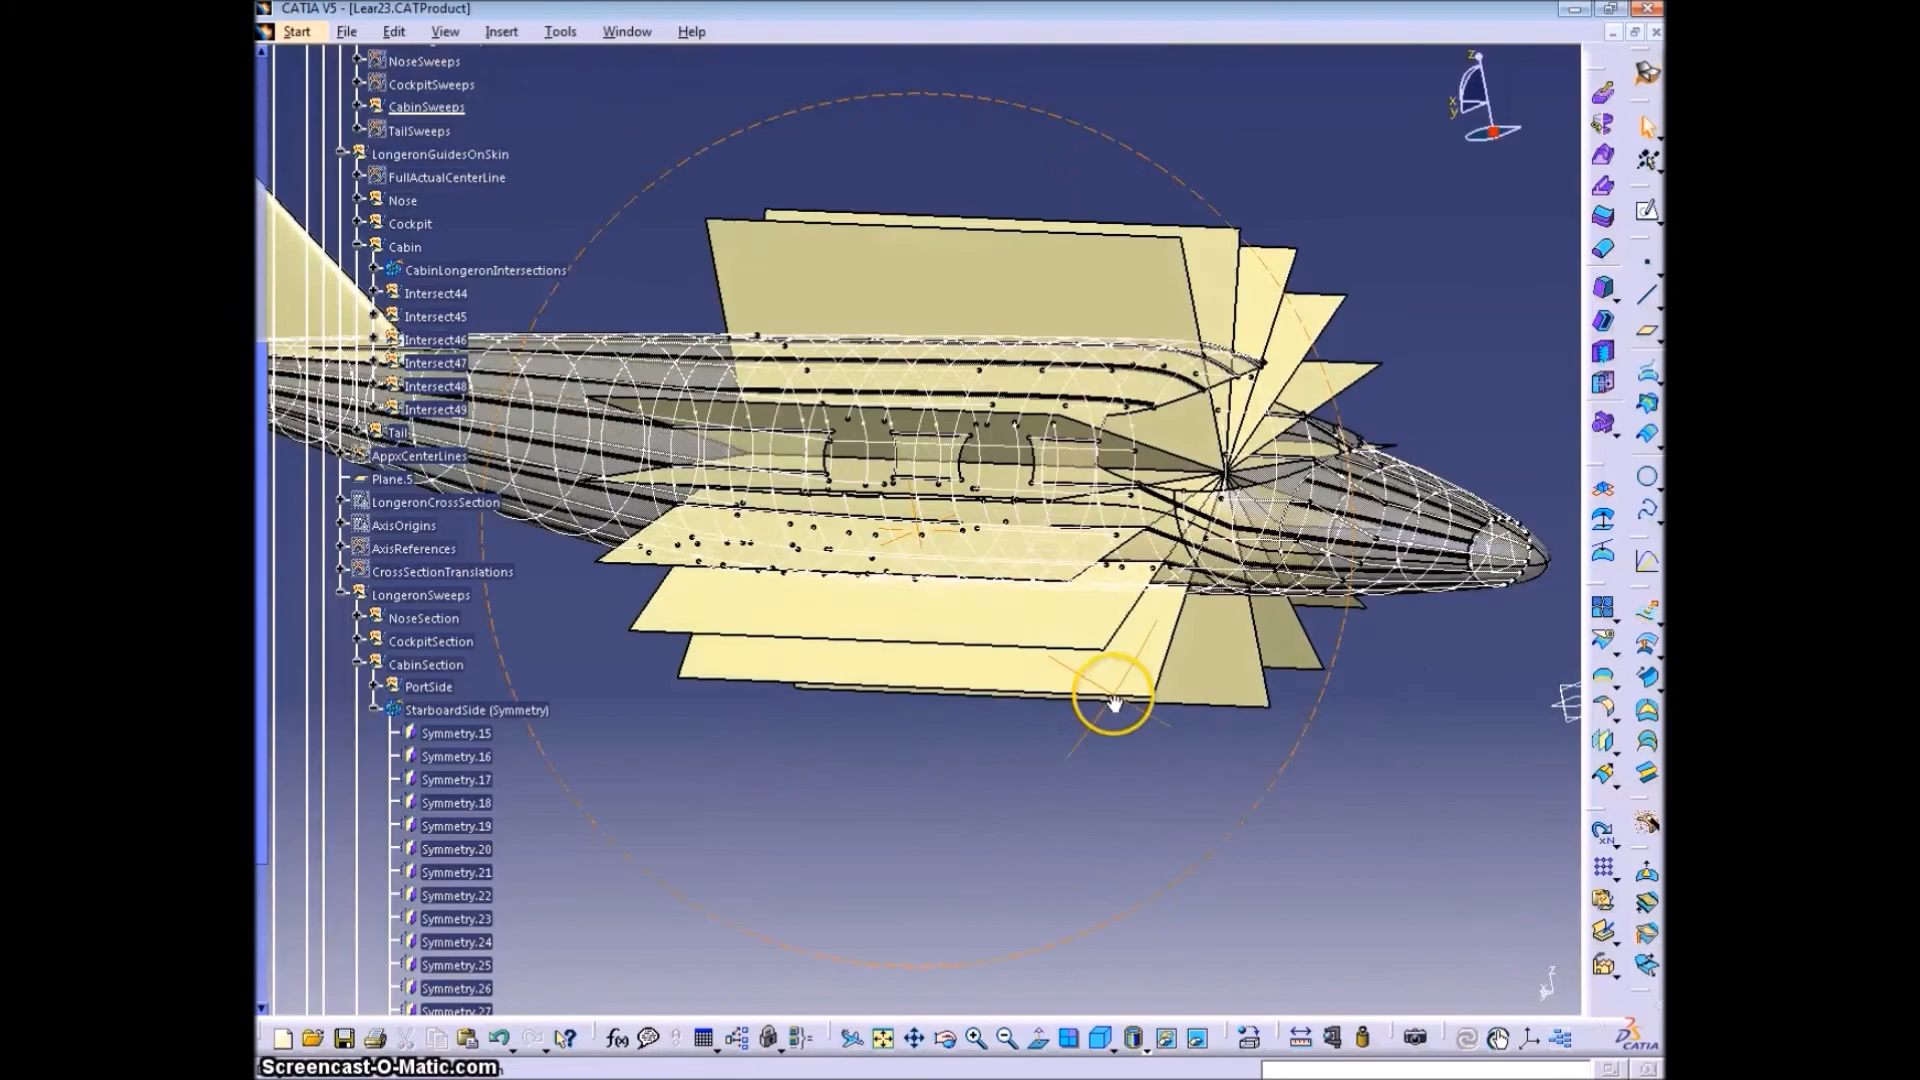 CATIA V5 - [Lear23.CATProduct]
Start File Edit View Insert Tools Window Help
NoseSweeps
CockpitSweeps
CabinSweeps
TailSweeps
LongeronGuidesOnSkin
FullActualCenterLine
Nose
Cockpit
Cabin
CabinLongeronIntersections
Intersect44
Intersect45
Intersect46
Intersect47
Intersect48
Intersect49
Tail
AppxCenterLines
Plane.5
LongeronCrossSection
AxisOrigins
AxisReferences
CrossSectionTranslations
LongeronSweeps
NoseSection
CockpitSection
CabinSection
PortSide
StarboardSide (Symmetry)
Symmetry.15
Symmetry.16
Symmetry.17
Symmetry.18
Symmetry.19
Symmetry.20
Symmetry.21
Symmetry.22
Symmetry.23
Symmetry.24
Symmetry.25
Symmetry.26
Symmetry.27
z
x
y
z
f(x)
CATIA
Screencast-O-Matic.com